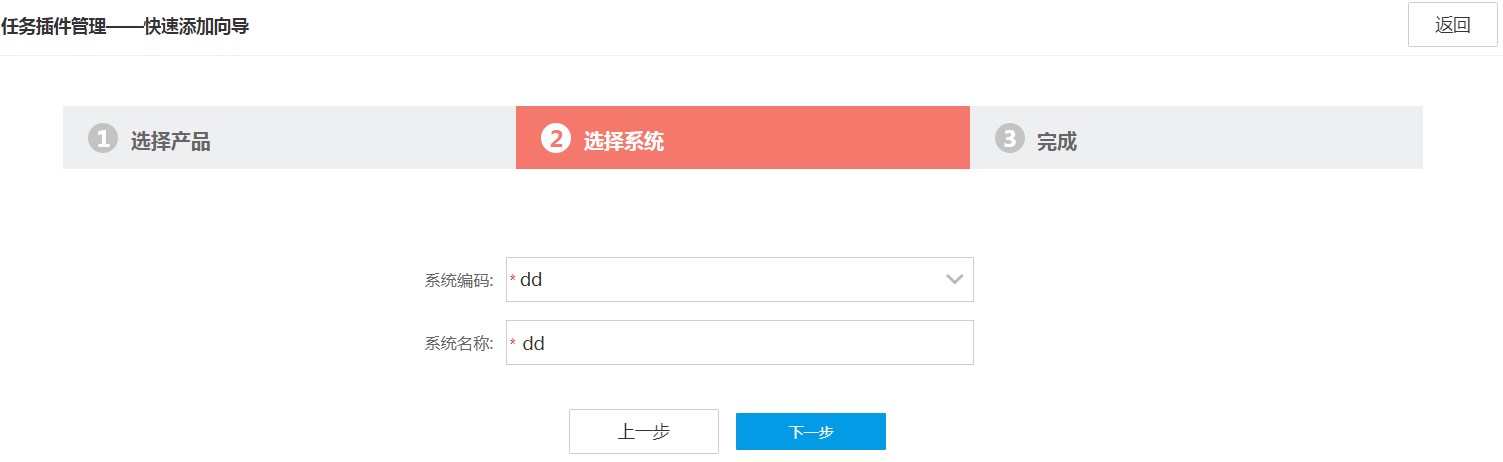 任务插件管理——快速添加向导
返回
1 选择产品
2 选择系统
3 完成
系统编码: * dd
系统名称: * dd
上一步
下一步